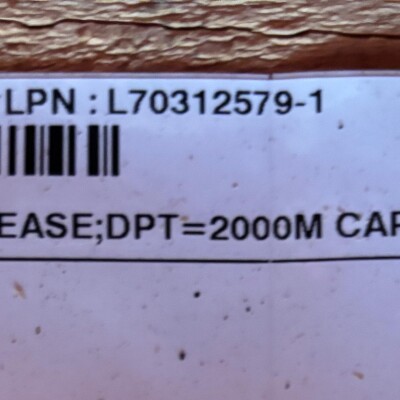 LPN : L70312579-1
EASE;DPT=2000M CAP